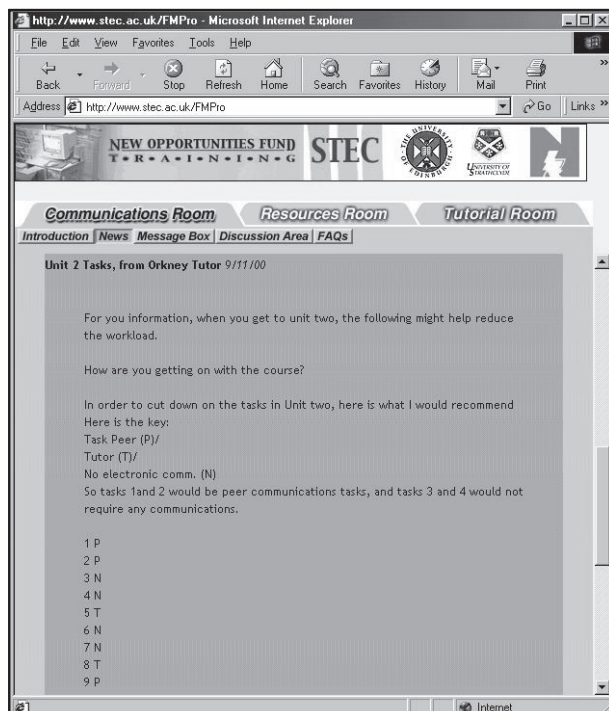 http://www.stec.ac.uk/FMPro - Microsoft Internet Explorer
File Edit View Favorites Tools Help
Back Forward Stop Refresh Home Search Favorites History Mail Print »
Address http://www.stec.ac.uk/FMPro Go Links »
NEW OPPORTUNITIES FUND
T•R•A•I•N•I•N•G
STEC
THE UNIVERSITY OF EDINBURGH
UNIVERSITY OF STRATHCLYDE
Communications Room Resources Room Tutorial Room
Introduction News Message Box Discussion Area FAQs
Unit 2 Tasks, from Orkney Tutor 9/11/00
For you information, when you get to unit two, the following might help reduce
the workload.
How are you getting on with the course?
In order to cut down on the tasks in Unit two, here is what I would recommend
Here is the key:
Task Peer (P)/
Tutor (T)/
No electronic comm. (N)
So tasks 1and 2 would be peer communications tasks, and tasks 3 and 4 would not
require any communications.
1 P
2 P
3 N
4 N
5 T
6 N
7 N
8 T
9 P
Internet